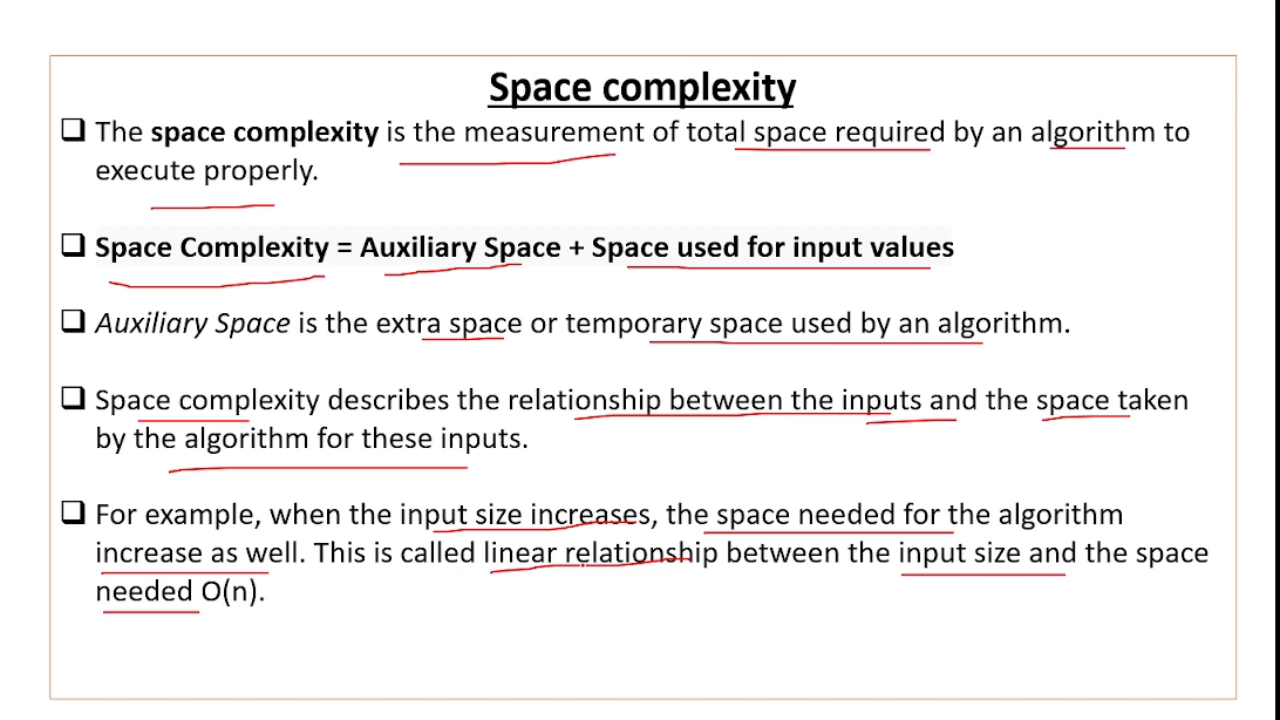 Space complexity
❑ The space complexity is the measurement of total space required by an algorithm to
execute properly.
❑ Space Complexity = Auxiliary Space + Space used for input values
❑ Auxiliary Space is the extra space or temporary space used by an algorithm.
❑ Space complexity describes the relationship between the inputs and the space taken
by the algorithm for these inputs.
❑ For example, when the input size increases, the space needed for the algorithm
increase as well. This is called linear relationship between the input size and the space
needed O(n).